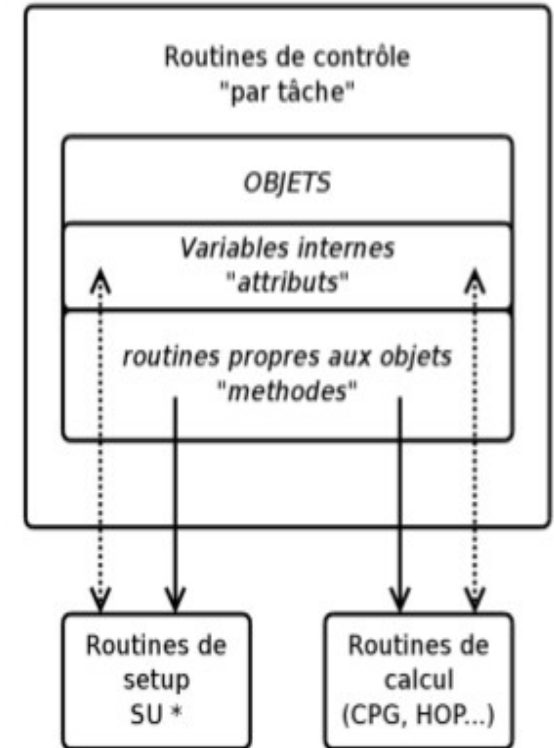 Routines de contrôle
"par tâche"
OBJETS
Variables internes
"attributs"
routines propres aux objets
"methodes"
Routines de
setup
SU *
Routines de
calcul
(CPG, HOP...)